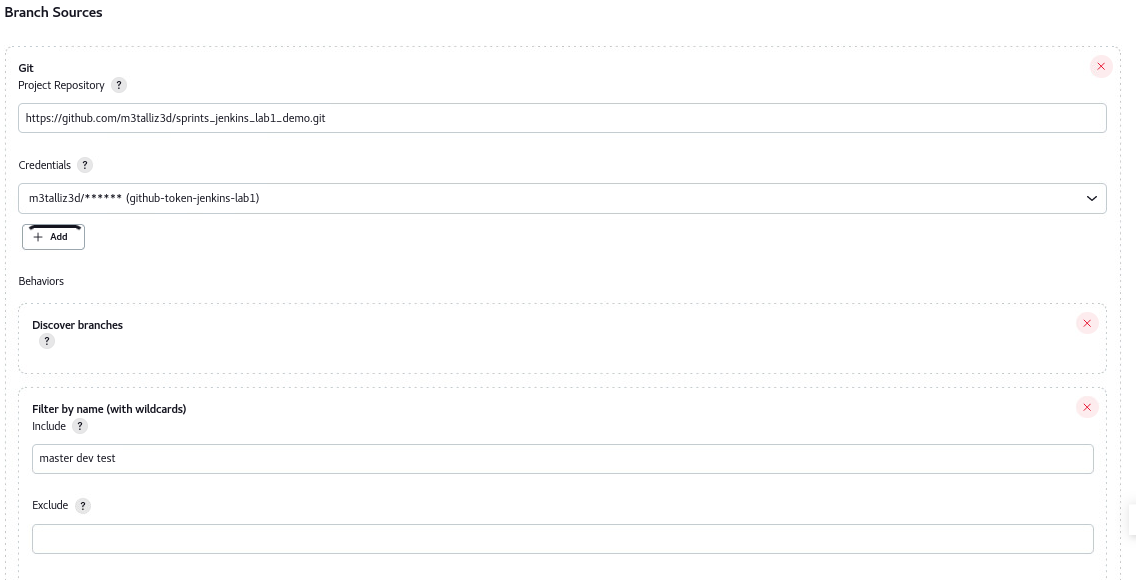 Branch Sources
Git
Project Repository ?
https://github.com/m3talliz3d/sprints_jenkins_lab1_demo.git
Credentials ?
m3talliz3d/****** (github-token-jenkins-lab1)
+ Add
Behaviors
Discover branches
?
Filter by name (with wildcards)
Include ?
master dev test
Exclude ?